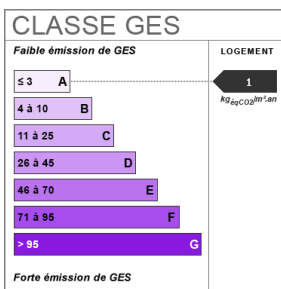 CLASSE GES
Faible émission de GES
LOGEMENT
≤ 3 A
1
kgéqCO2/m².an
4 à 10 B
11 à 25 C
26 à 45 D
46 à 70 E
71 à 95 F
> 95 G
Forte émission de GES